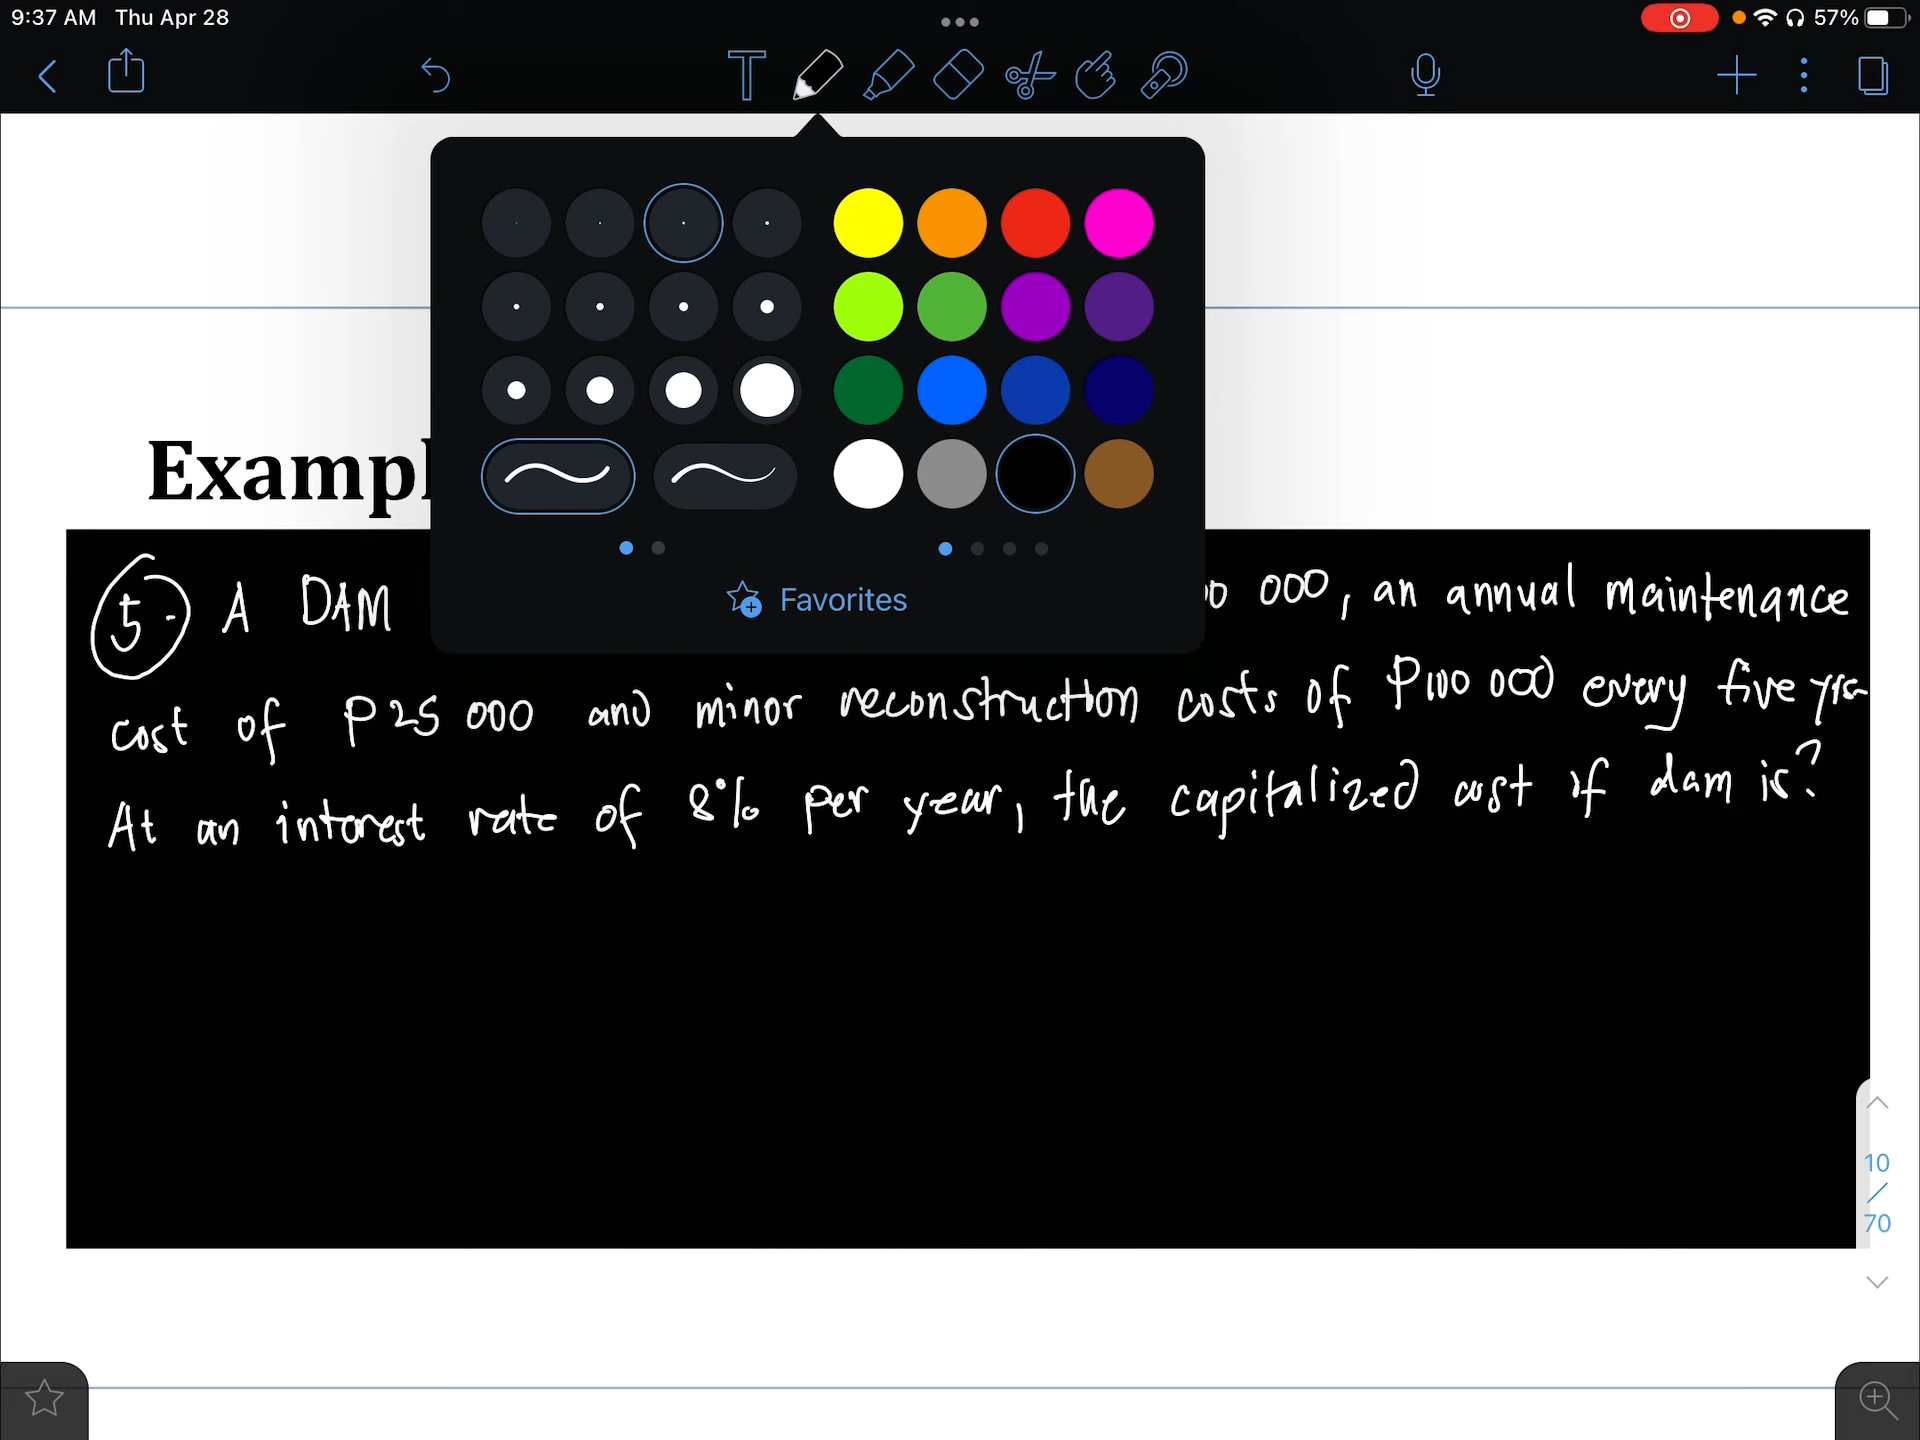 9:37 AM Thu Apr 28
57%
T
Exampl
Favorites
5. A DAM 00 000, an annual maintenance
cost of P25 000 and minor reconstruction costs of P100 000 every five yrs
At an interest rate of 8% per year, the capitalized cost if dam is?
10
/
70